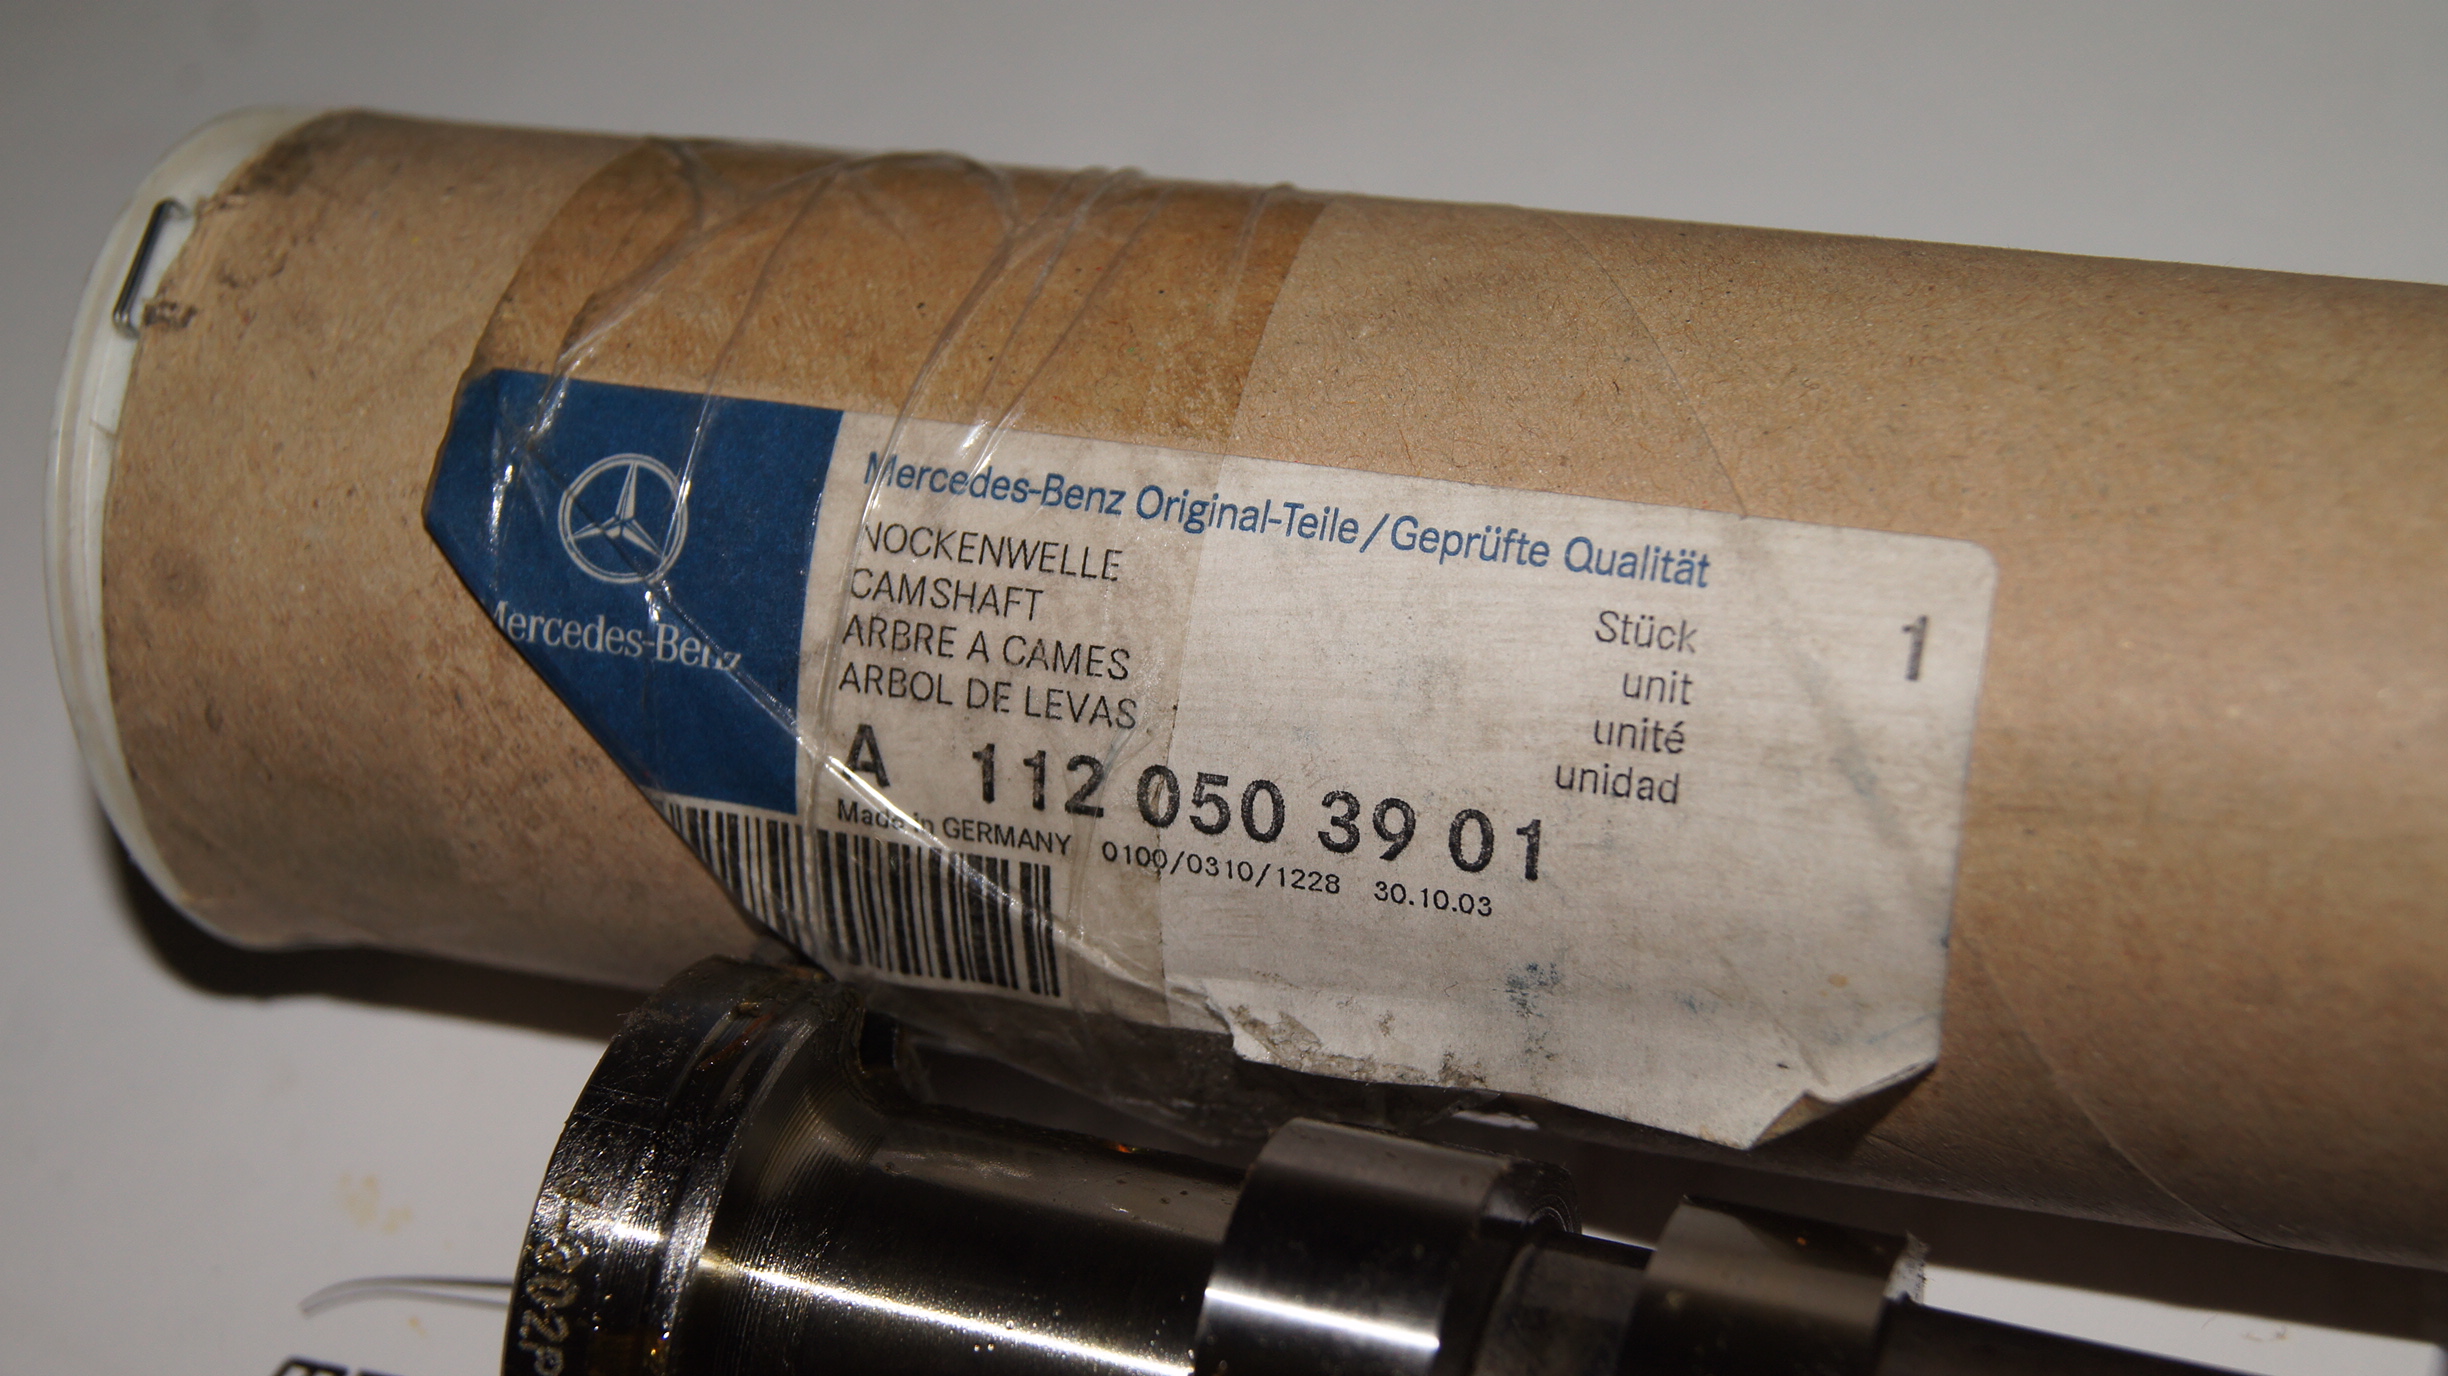 Mercedes-Benz
Mercedes-Benz Original-Teile/Geprüfte Qualität
NOCKENWELLE
CAMSHAFT
ARBRE A CAMES
ARBOL DE LEVAS
Stück 1
unit
unité
unidad
A 112 050 39 01
Made in GERMANY 0100/0310/1228 30.10.03